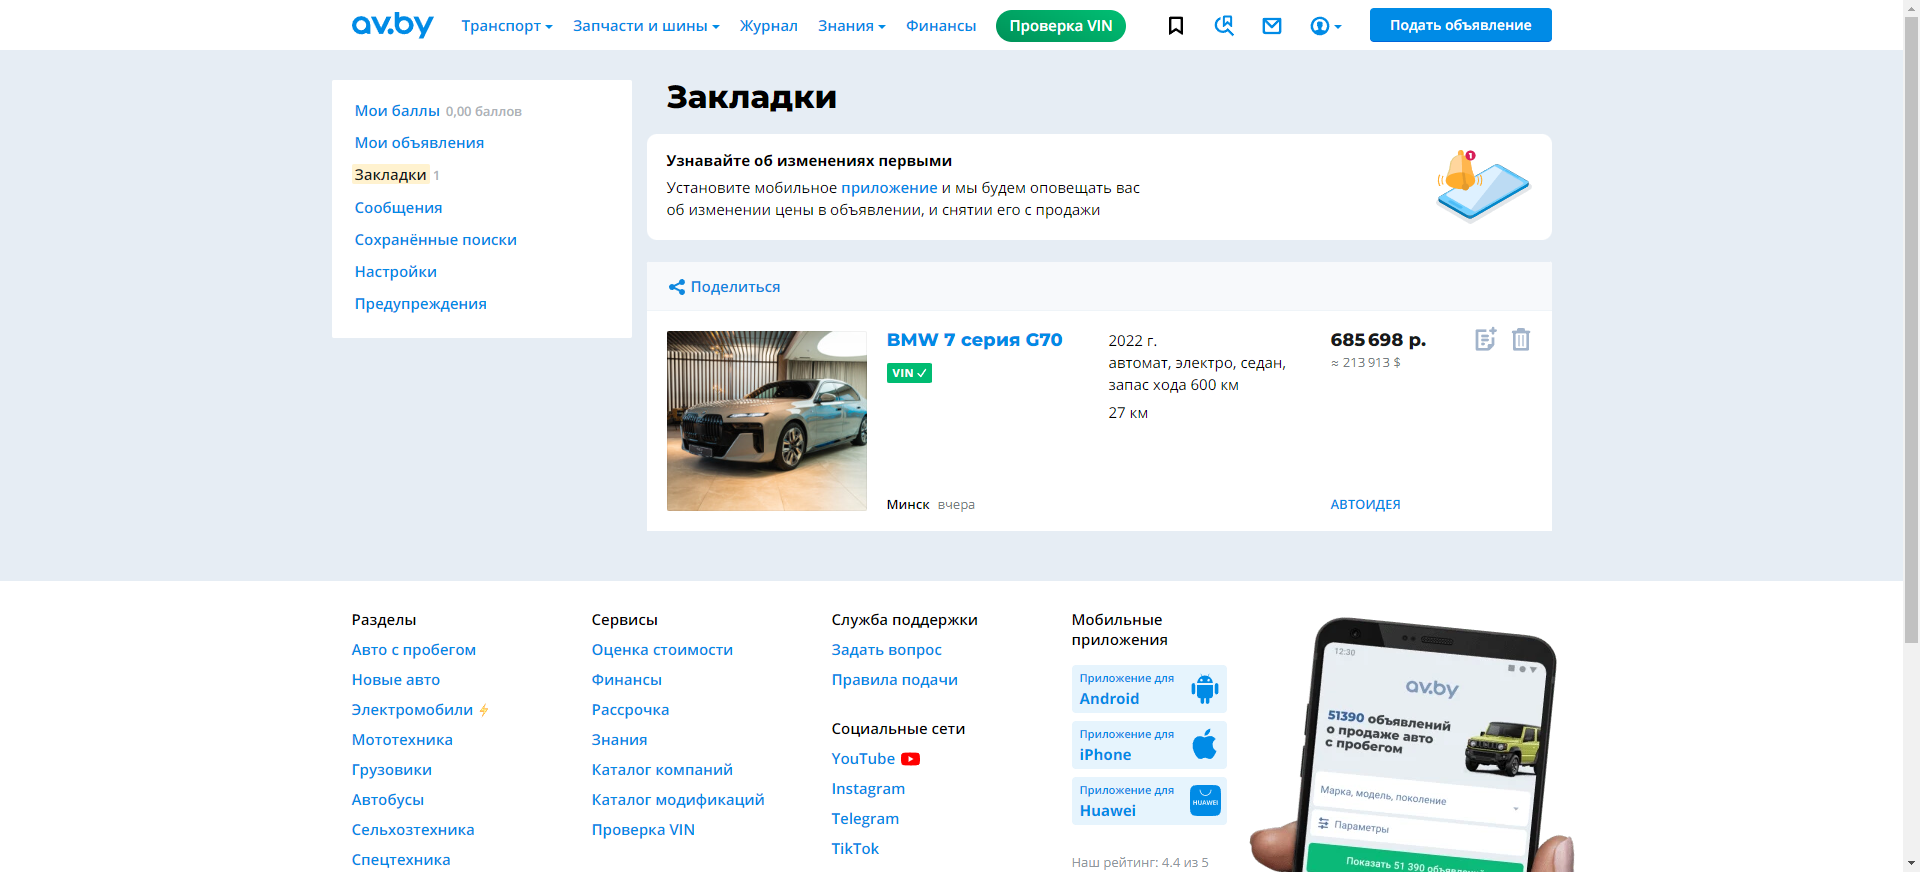 av.by Транспорт Запчасти и шины Журнал Знания Финансы Проверка VIN Подать объявление
Мои баллы 0,00 баллов
Мои объявления
Закладки 1
Сообщения
Сохранённые поиски
Настройки
Предупреждения
Закладки
Узнавайте об изменениях первыми
Установите мобильное приложение и мы будем оповещать вас
об изменении цены в объявлении, и снятии его с продажи
1
Поделиться
BMW 7 серия G70
VIN
2022 г.
автомат, электро, седан,
запас хода 600 км
27 км
685 698 р.
≈ 213 913 $
Минск вчера
АВТОИДЕЯ
Разделы
Авто с пробегом
Новые авто
Электромобили
Мототехника
Грузовики
Автобусы
Сельхозтехника
Спецтехника
Сервисы
Оценка стоимости
Финансы
Рассрочка
Знания
Каталог компаний
Каталог модификаций
Проверка VIN
Служба поддержки
Задать вопрос
Правила подачи
Социальные сети
YouTube
Instagram
Telegram
TikTok
Мобильные
приложения
Приложение для
Android
Приложение для
iPhone
Приложение для
Huawei
HUAWEI
Наш рейтинг: 4.4 из 5
12:30
av.by
51390 объявлений
о продаже авто
с пробегом
Марка, модель, поколение
Параметры
Показать 51 390